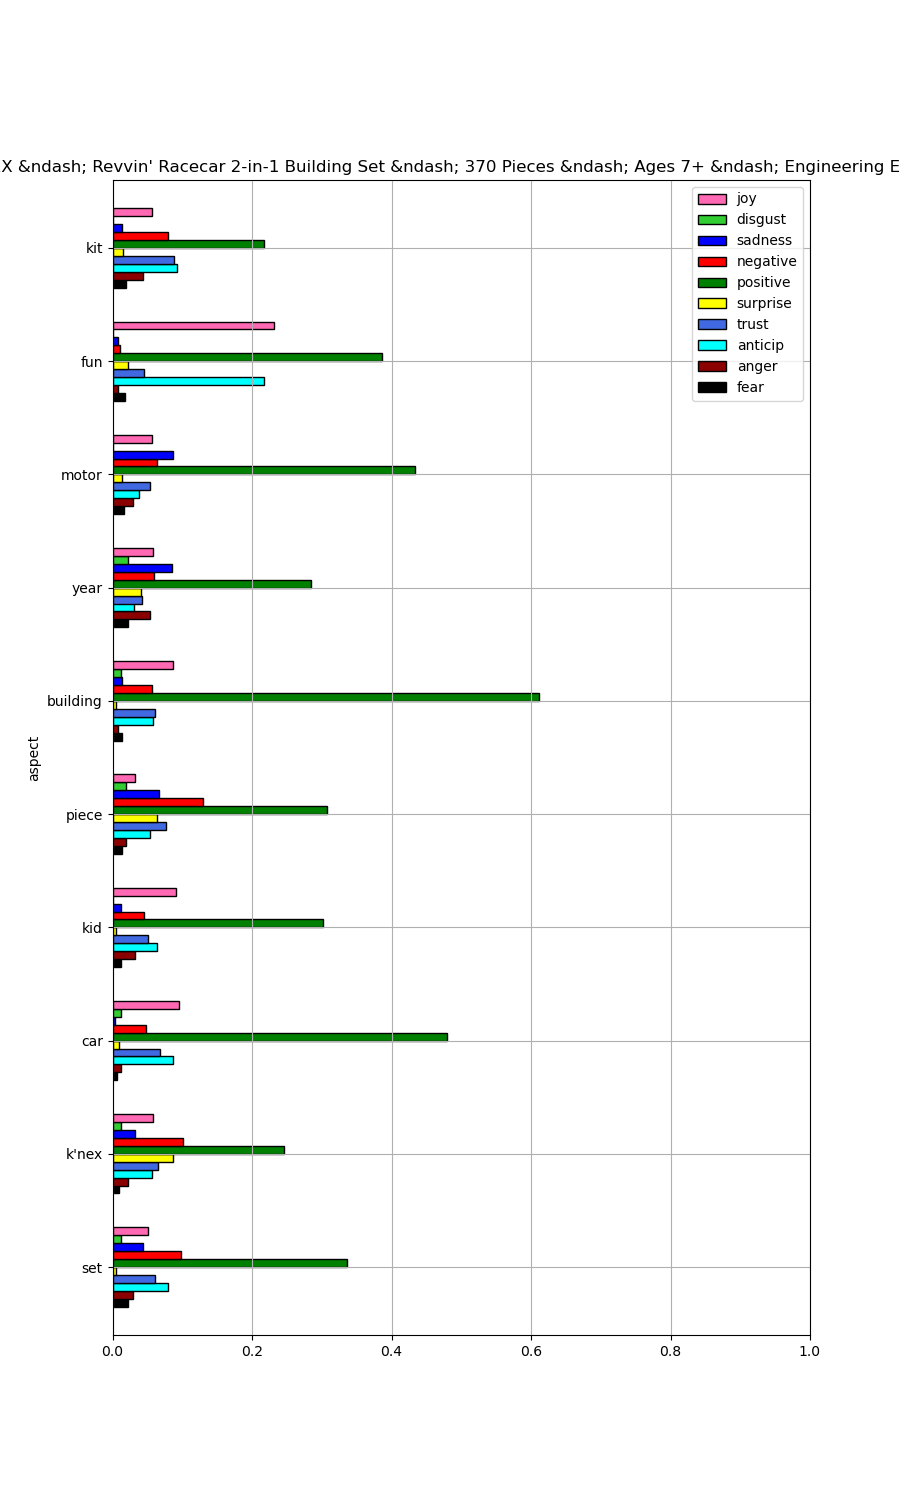 X &ndash; Revvin' Racecar 2-in-1 Building Set &ndash; 370 Pieces &ndash; Ages 7+ &ndash; Engineering E
joy
disgust
sadness
negative
positive
surprise
trust
anticip
anger
fear
kit
fun
motor
year
building
piece
kid
car
k'nex
set
aspect
0.0 0.2 0.4 0.6 0.8 1.0